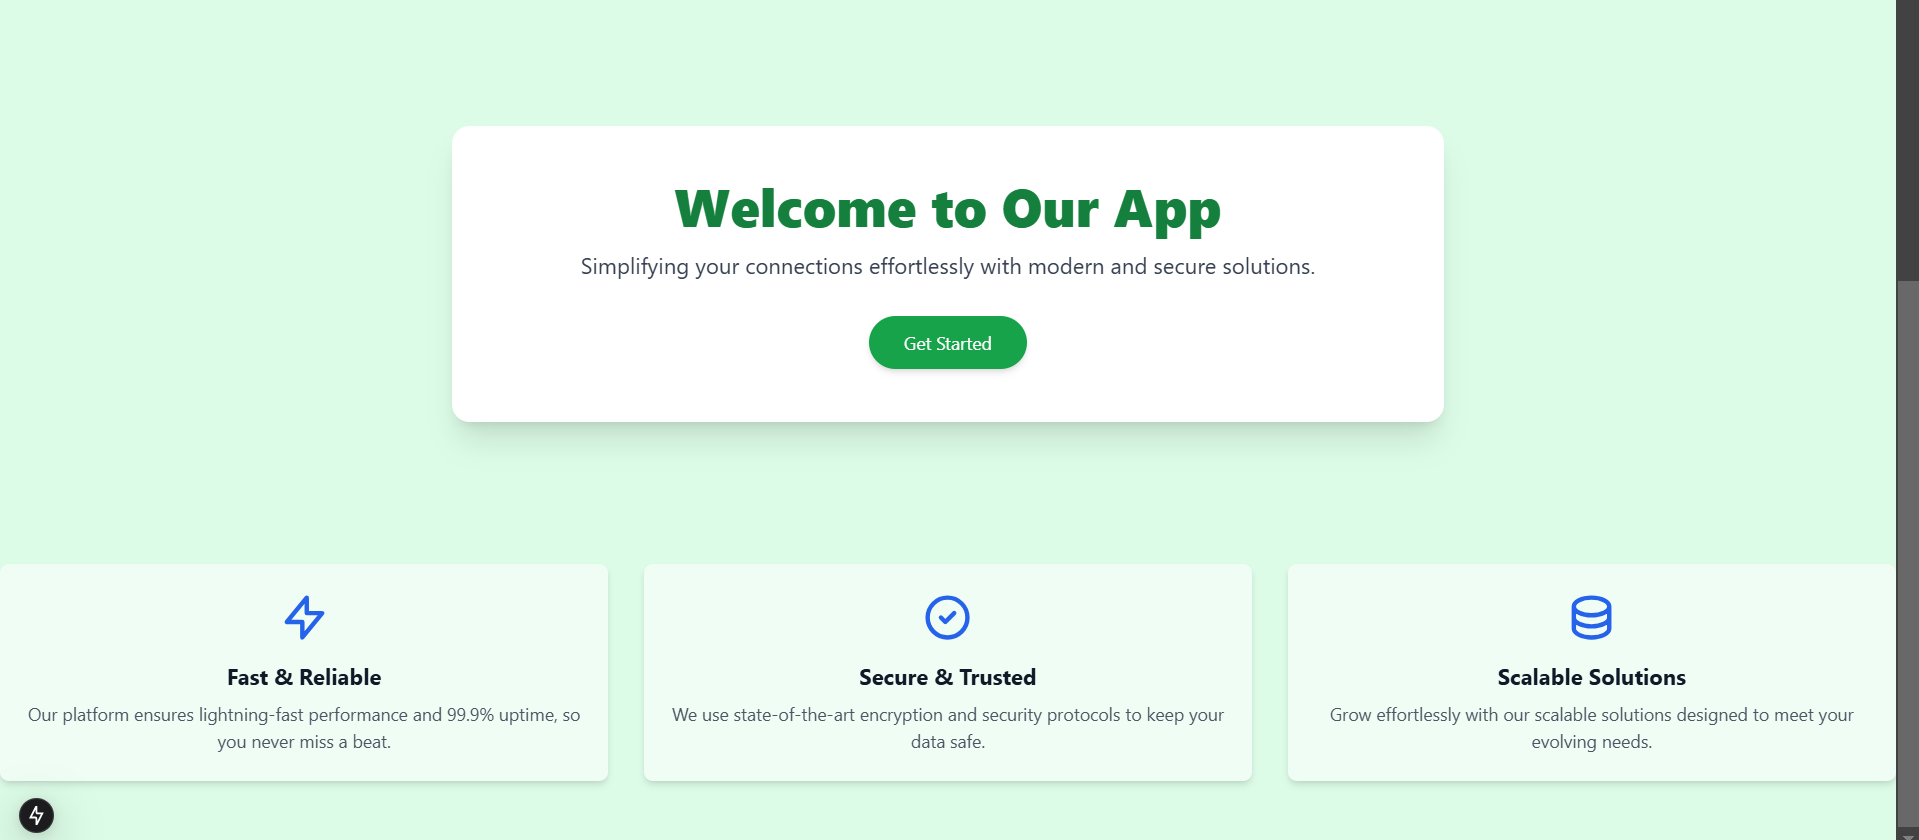 Welcome to Our App
Simplifying your connections effortlessly with modern and secure solutions.
Get Started
Fast & Reliable
Our platform ensures lightning-fast performance and 99.9% uptime, so
you never miss a beat.
Secure & Trusted
We use state-of-the-art encryption and security protocols to keep your
data safe.
Scalable Solutions
Grow effortlessly with our scalable solutions designed to meet your
evolving needs.